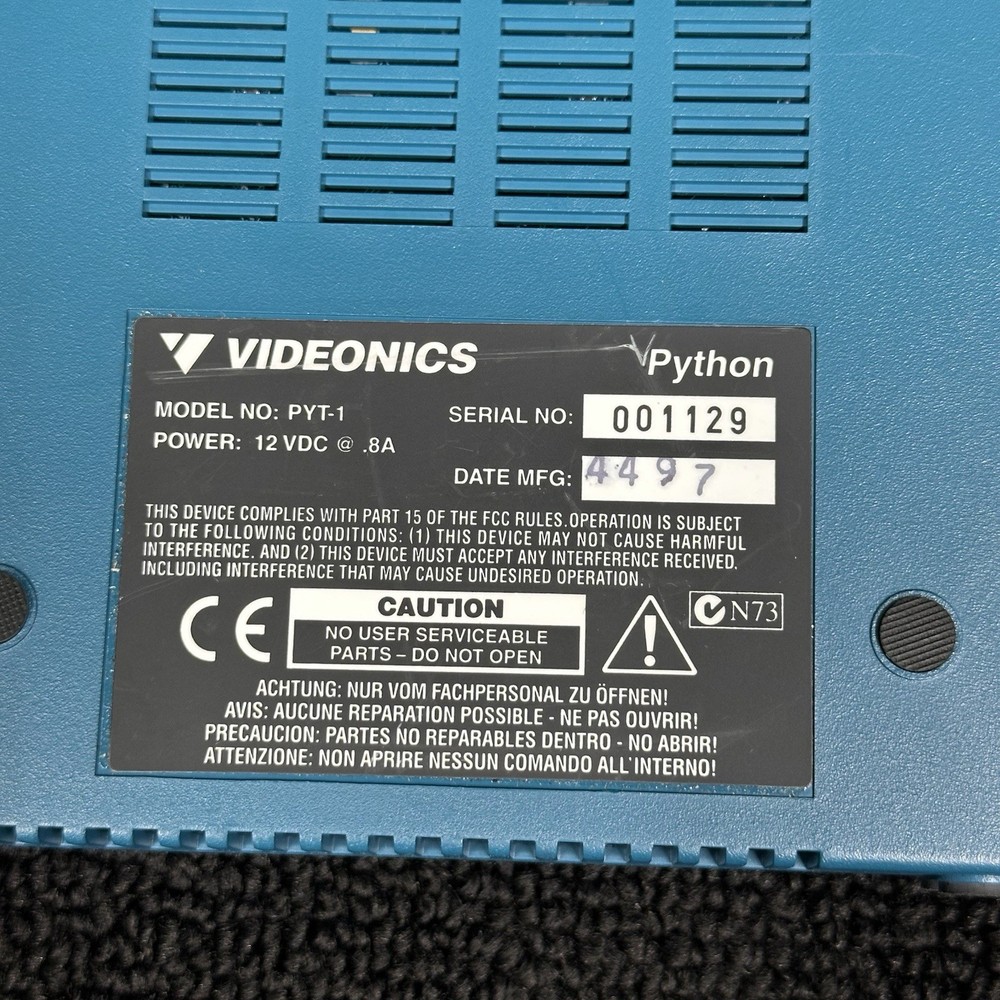 VIDEONICS
Python
MODEL NO: PYT-1
SERIAL NO: 001129
POWER: 12 VDC @ .8A
DATE MFG: 4497
THIS DEVICE COMPLIES WITH PART 15 OF THE FCC RULES.OPERATION IS SUBJECT
TO THE FOLLOWING CONDITIONS: (1) THIS DEVICE MAY NOT CAUSE HARMFUL
INTERFERENCE. AND (2) THIS DEVICE MUST ACCEPT ANY INTERFERENCE RECEIVED.
INCLUDING INTERFERENCE THAT MAY CAUSE UNDESIRED OPERATION.
CE
CAUTION
NO USER SERVICEABLE
PARTS – DO NOT OPEN
!
N73
ACHTUNG: NUR VOM FACHPERSONAL ZU ÖFFNEN!
AVIS: AUCUNE REPARATION POSSIBLE - NE PAS OUVRIR!
PRECAUCION: PARTES NO REPARABLES DENTRO - NO ABRIR!
ATTENZIONE: NON APRIRE NESSUN COMANDO ALL'INTERNO!